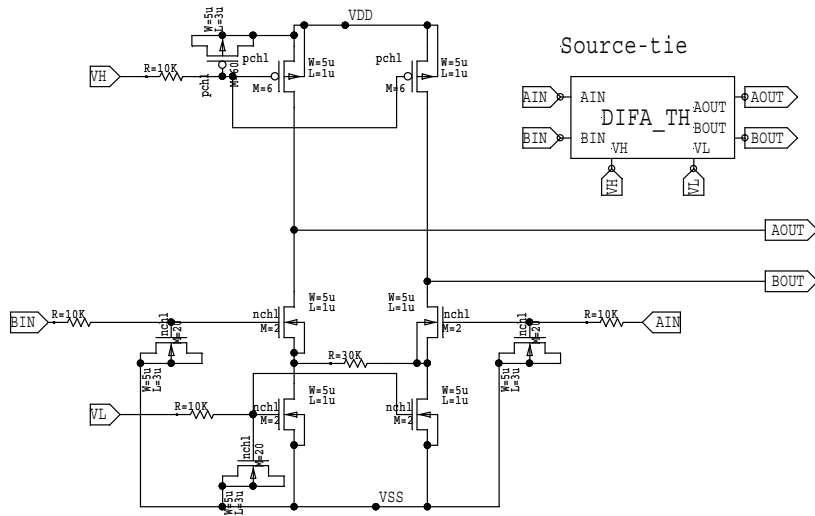 VDD
W=5u
L=3u
pch1
M=60
VH
R=10K
pch1
W=5u
L=1u
M=6
pch1
W=5u
L=1u
M=6
Source-tie
AIN
BIN
AIN
BIN
DIFA_TH
AOUT
BOUT
VH
VL
AOUT
BOUT
VH
VL
AOUT
BOUT
BIN
R=10K
nch1
M=20
W=5u
L=3u
nch1
W=5u
L=1u
M=2
R=30K
W=5u
L=1u
nch1
M=2
nch1
M=20
W=5u
L=3u
R=10K
AIN
VL
R=10K
nch1
W=5u
L=1u
M=2
nch1
W=5u
L=1u
M=2
nch1
M=20
W=5u
L=3u
VSS